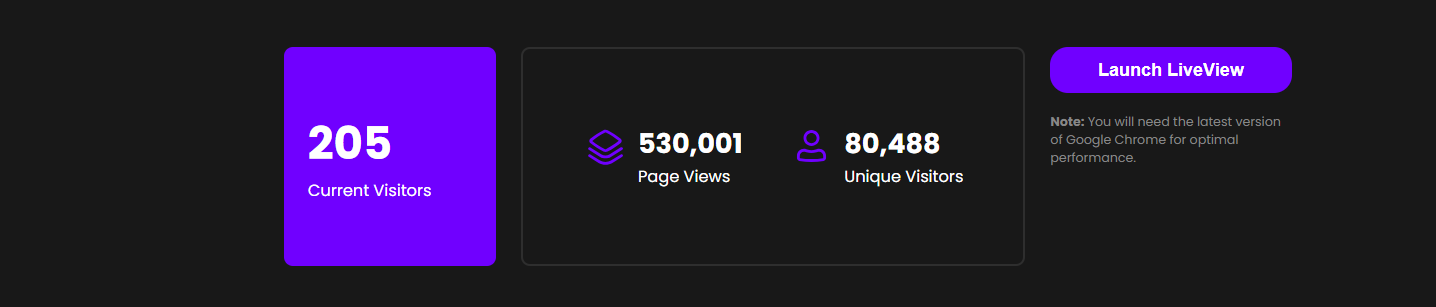 205
Current Visitors
530,001
Page Views
80,488
Unique Visitors
Launch LiveView
Note: You will need the latest version
of Google Chrome for optimal
performance.